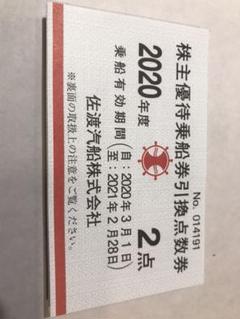 No. 014191
株主優待乗船券引換点数券
2020年度 2点
乗船有効期間(自:2020年3月1日 至:2021年2月28日)
佐渡汽船株式会社
※裏面の取扱上の注意をご覧ください。